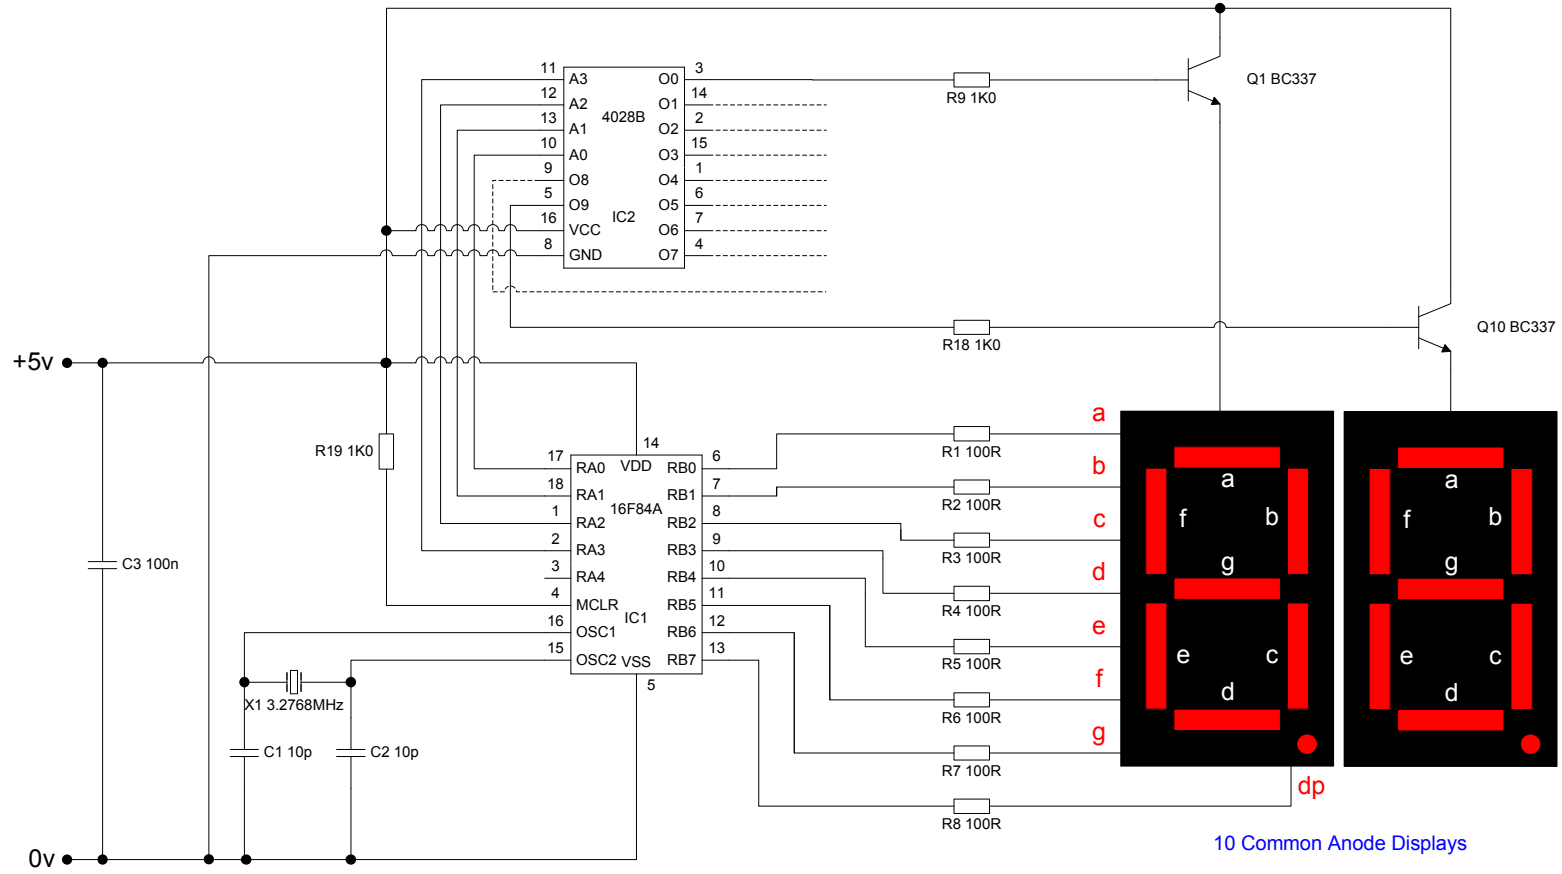 11 A3 O0 3
12 A2 O1 14
13 A1 O2 2
10 A0 O3 15
9 O8 O4 1
5 O9 O5 6
16 VCC O6 7
8 GND O7 4
4028B
IC2
R9 1K0
Q1 BC337
R18 1K0
Q10 BC337
+5v
R19 1K0
C3 100n
14
VDD
17 RA0 RB0 6
18 RA1 RB1 7
1 RA2 RB2 8
2 RA3 RB3 9
3 RA4 RB4 10
4 MCLR RB5 11
16 OSC1 RB6 12
15 OSC2 RB7 13
16F84A
IC1
VSS
5
X1 3.2768MHz
C1 10p
C2 10p
0v
a
R1 100R
b
R2 100R
c
R3 100R
d
R4 100R
e
R5 100R
f
R6 100R
g
R7 100R
dp
R8 100R
a
f b
g
e c
d
a
f b
g
e c
d
10 Common Anode Displays